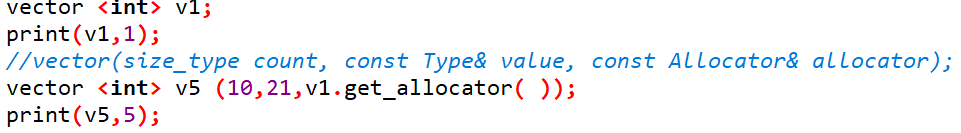 vector <int> v1;
print(v1,1);
//vector(size_type count, const Type& value, const Allocator& allocator);
vector <int> v5 (10,21,v1.get_allocator( ));
print(v5,5);